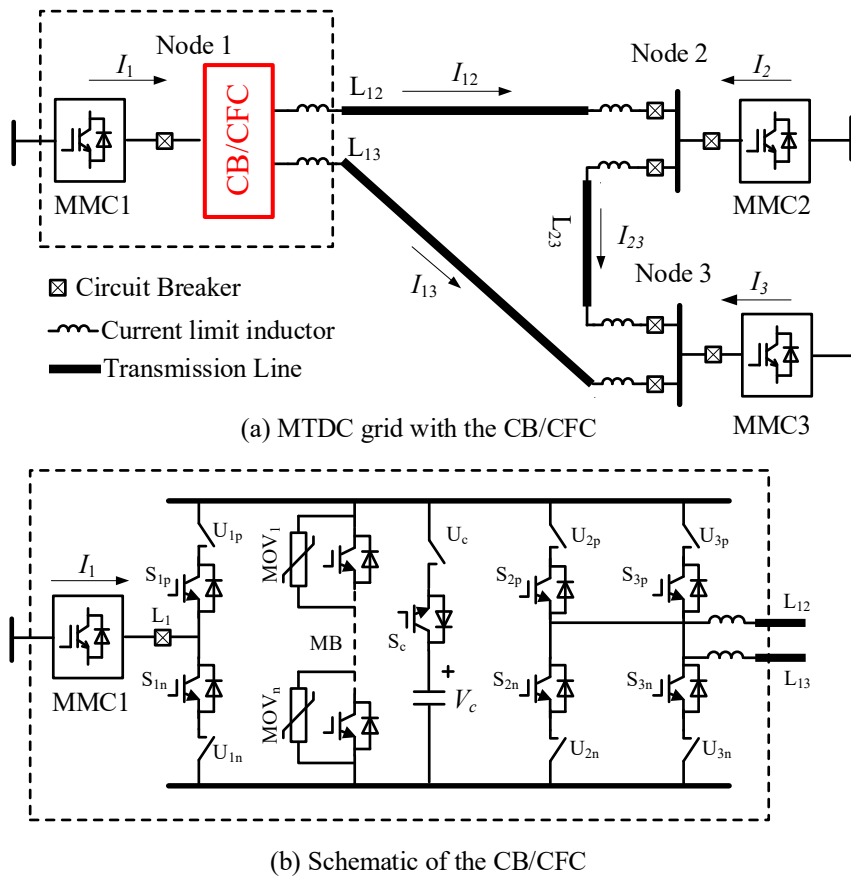 Node 1
I1
I12
Node 2
I2
L12
CB/CFC
L13
MMC1
MMC2
L23
I23
Node 3
I13
I3
Circuit Breaker
Current limit inductor
Transmission Line
MMC3
(a) MTDC grid with the CB/CFC
U1p
MOV1
Uc
U2p
U3p
I1
S1p
S2p
S3p
L1
L12
MB
Sc
MMC1
S1n
+
S2n
S3n
L13
MOVn
Vc
U1n
U2n
U3n
(b) Schematic of the CB/CFC